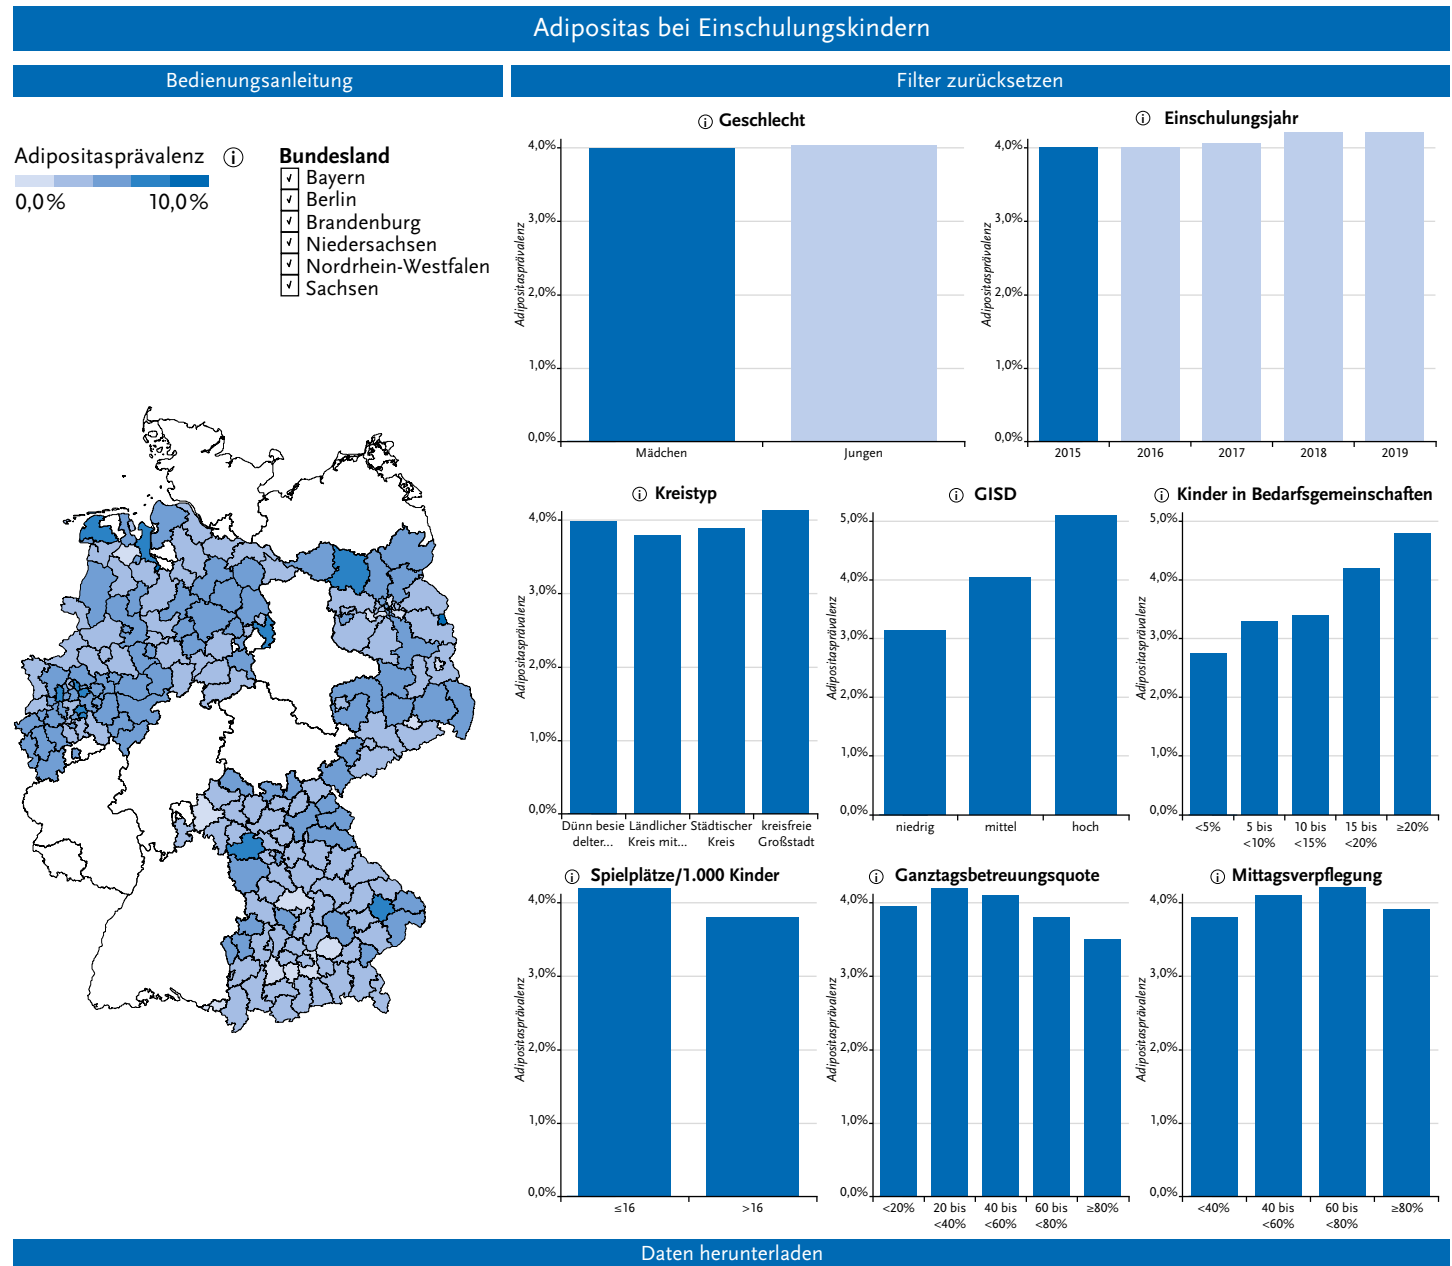 Adipositas bei Einschulungskindern
Bedienungsanleitung
Filter zurücksetzen
Adipositasprävalenz
0,0 %
10,0 %
Bundesland
Bayern
Berlin
Brandenburg
Niedersachsen
Nordrhein-Westfalen
Sachsen
Geschlecht
Adipositasprävalenz
4,0%
3,0%
2,0%
1,0%
0,0%
Mädchen
Jungen
Einschulungsjahr
Adipositasprävalenz
4,0%
3,0%
2,0%
1,0%
0,0%
2015
2016
2017
2018
2019
Kreistyp
Adipositasprävalenz
4,0%
3,0%
2,0%
1,0%
0,0%
Dünn besie
delter...
Ländlicher
Kreis mit...
Städtischer
Kreis
kreisfreie
Großstadt
GISD
Adipositasprävalenz
5,0%
4,0%
3,0%
2,0%
1,0%
0,0%
niedrig
mittel
hoch
Kinder in Bedarfsgemeinschaften
Adipositasprävalenz
5,0%
4,0%
3,0%
2,0%
1,0%
0,0%
<5%
5 bis
<10%
10 bis
<15%
15 bis
<20%
≥20%
Spielplätze/1.000 Kinder
Adipositasprävalenz
4,0%
3,0%
2,0%
1,0%
0,0%
≤16
>16
Ganztagsbetreuungsquote
Adipositasprävalenz
4,0%
3,0%
2,0%
1,0%
0,0%
<20%
20 bis
<40%
40 bis
<60%
60 bis
<80%
≥80%
Mittagsverpflegung
Adipositasprävalenz
4,0%
3,0%
2,0%
1,0%
0,0%
<40%
40 bis
<60%
60 bis
<80%
≥80%
Daten herunterladen